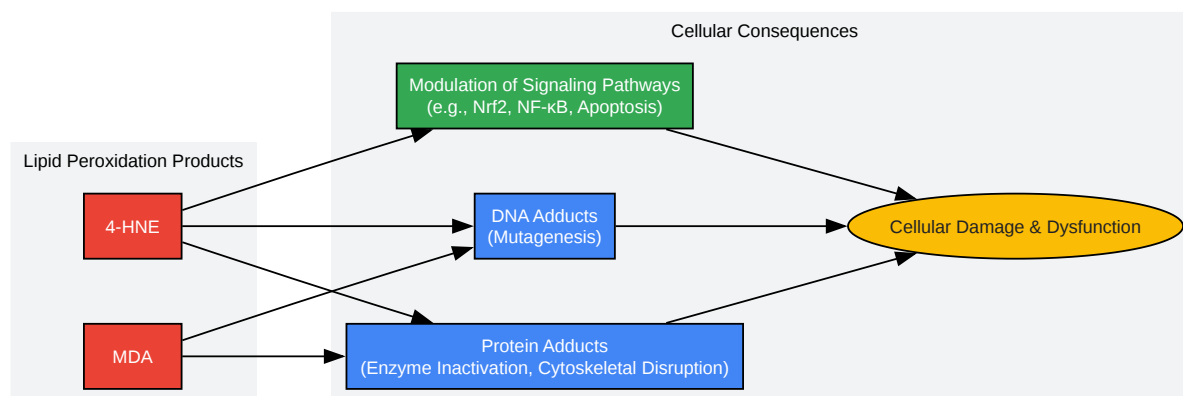 Cellular Consequences
Modulation of Signaling Pathways
(e.g., Nrf2, NF-κB, Apoptosis)
Lipid Peroxidation Products
4-HNE
DNA Adducts
(Mutagenesis)
Cellular Damage & Dysfunction
MDA
Protein Adducts
(Enzyme Inactivation, Cytoskeletal Disruption)